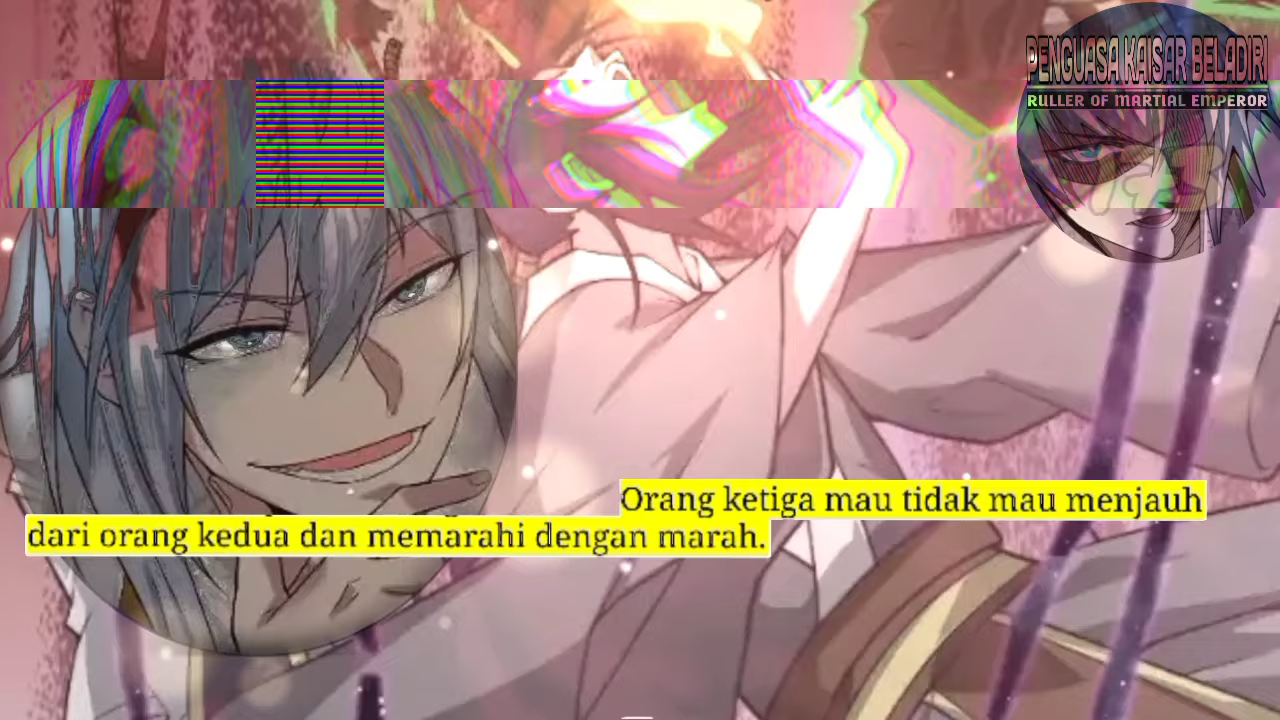 PENGUASA KAISAR BELADIRI
RULLER OF MARTIAL EMPEROR
Orang ketiga mau tidak mau menjauh
dari orang kedua dan memarahi dengan marah.